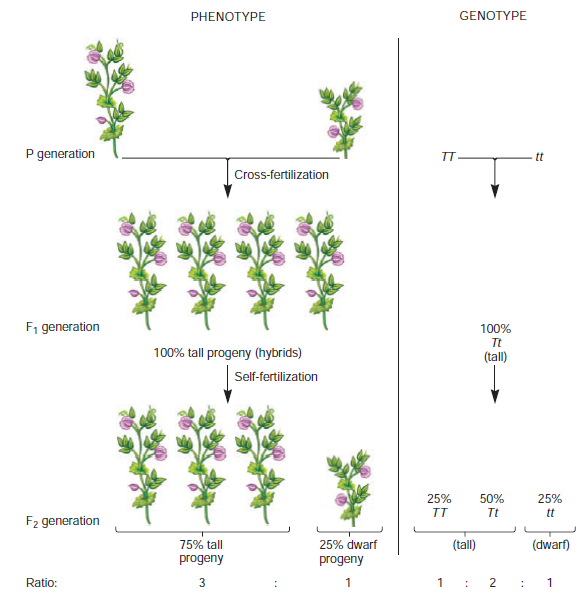 PHENOTYPE GENOTYPE
P generation TT tt
Cross-fertilization
F₁ generation
100% tall progeny (hybrids)
100%
Tt
(tall)
Self-fertilization
F₂ generation
25% 50% 25%
TT Tt tt
75% tall
progeny
25% dwarf
progeny
(tall) (dwarf)
Ratio: 3 : 1 1 : 2 : 1